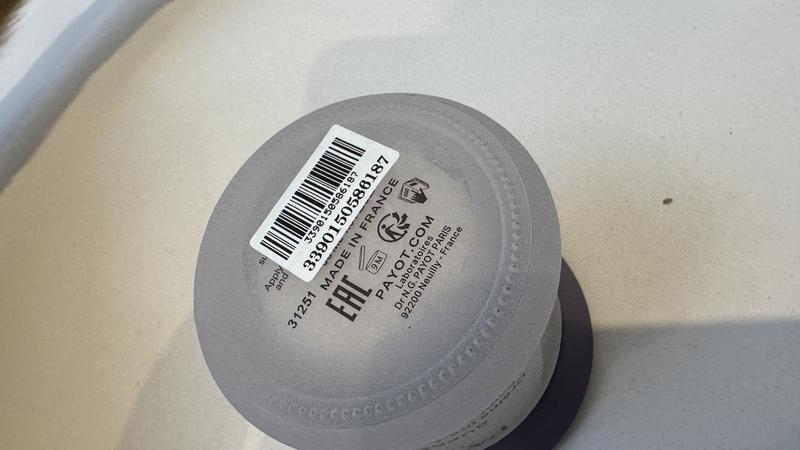 3390150586187
3390150586187
Apply
and
31251 MADE IN FRANCE
EAC
9M
PAYOT.COM
Laboratoires
Dr N.G. PAYOT PARIS
92200 Neuilly - France